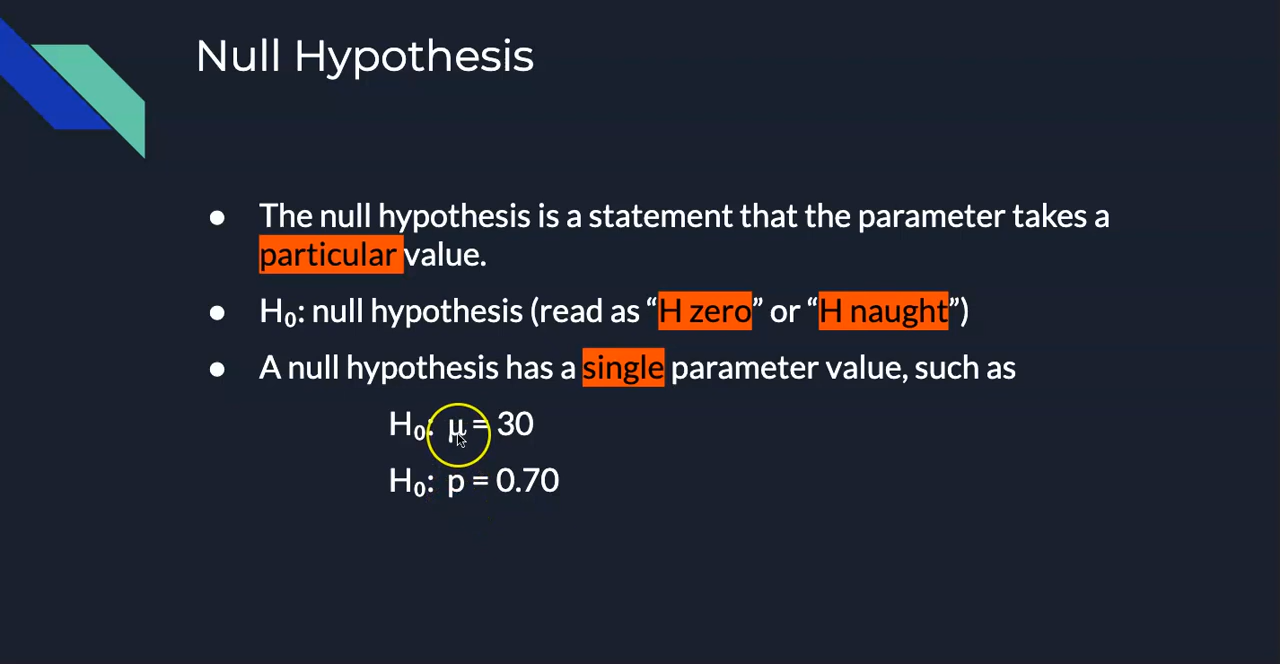 Null Hypothesis
● The null hypothesis is a statement that the parameter takes a
particular value.
● H₀: null hypothesis (read as “H zero” or “H naught”)
● A null hypothesis has a single parameter value, such as
H₀: μ = 30
H₀: p = 0.70